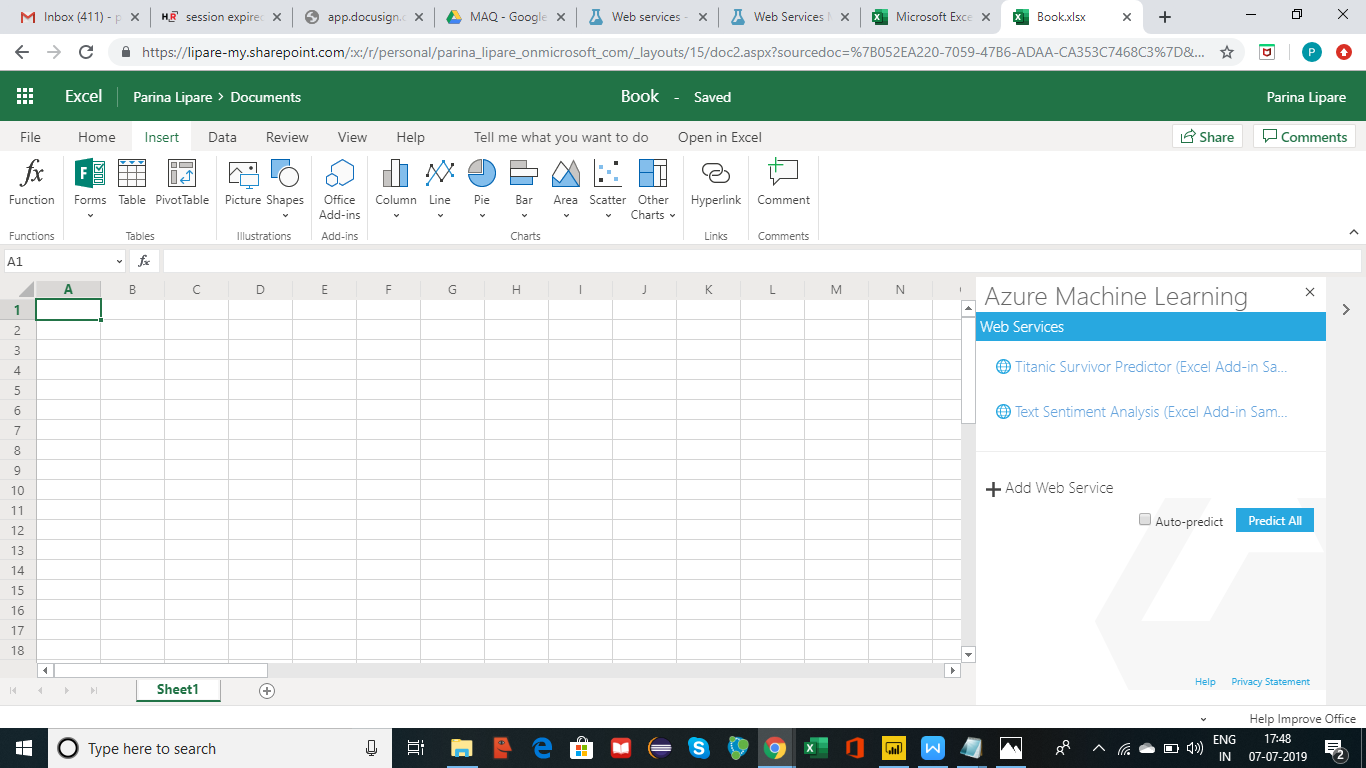 Inbox (411) - p
session expired
app.docusign.c
MAQ - Google
Web services -
Web Services M
Microsoft Exce
Book.xlsx
https://lipare-my.sharepoint.com/:x:/r/personal/parina_lipare_onmicrosoft_com/_layouts/15/doc2.aspx?sourcedoc=%7B052EA220-7059-47B6-ADAA-CA353C7468C3%7D&...
P
Excel
Parina Lipare > Documents
Book - Saved
Parina Lipare
File Home Insert Data Review View Help Tell me what you want to do Open in Excel
Share
Comments
Function
Forms
Table
PivotTable
Picture
Shapes
Office
Add-ins
Column
Line
Pie
Bar
Area
Scatter
Other
Charts
Hyperlink
Comment
Functions
Tables
Illustrations
Add-ins
Charts
Links
Comments
A1
fx
A B C D E F G H I J K L M N
1
2
3
4
5
6
7
8
9
10
11
12
13
14
15
16
17
18
Azure Machine Learning
Web Services
Titanic Survivor Predictor (Excel Add-in Sa...
Text Sentiment Analysis (Excel Add-in Sam...
Add Web Service
Auto-predict
Predict All
Help
Privacy Statement
Sheet1
Help Improve Office
Type here to search
ENG
IN
17:48
07-07-2019
2